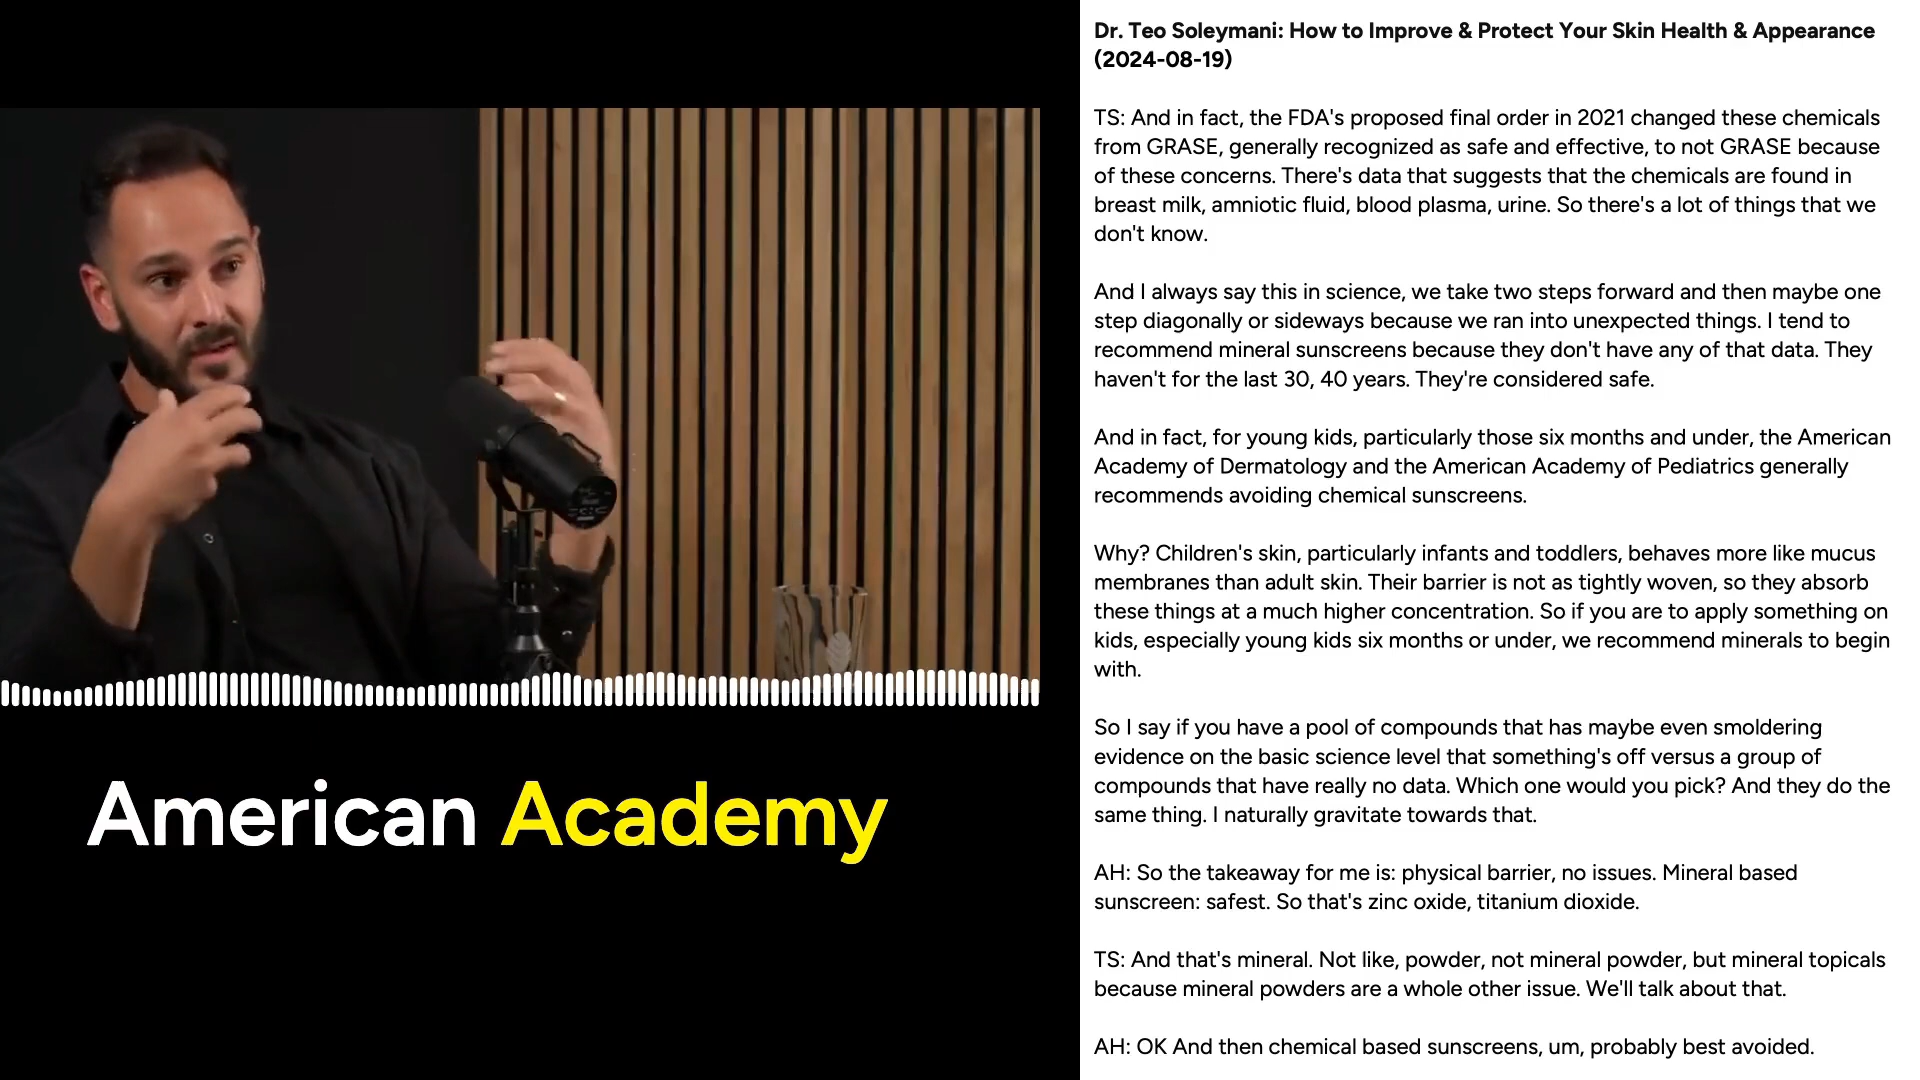 Dr. Teo Soleymani: How to Improve & Protect Your Skin Health & Appearance
(2024-08-19)
TS: And in fact, the FDA's proposed final order in 2021 changed these chemicals
from GRASE, generally recognized as safe and effective, to not GRASE because
of these concerns. There's data that suggests that the chemicals are found in
breast milk, amniotic fluid, blood plasma, urine. So there's a lot of things that we
don't know.
And I always say this in science, we take two steps forward and then maybe one
step diagonally or sideways because we ran into unexpected things. I tend to
recommend mineral sunscreens because they don't have any of that data. They
haven't for the last 30, 40 years. They're considered safe.
And in fact, for young kids, particularly those six months and under, the American
Academy of Dermatology and the American Academy of Pediatrics generally
recommends avoiding chemical sunscreens.
Why? Children's skin, particularly infants and toddlers, behaves more like mucus
membranes than adult skin. Their barrier is not as tightly woven, so they absorb
these things at a much higher concentration. So if you are to apply something on
kids, especially young kids six months or under, we recommend minerals to begin
with.
So I say if you have a pool of compounds that has maybe even smoldering
evidence on the basic science level that something's off versus a group of
compounds that have really no data. Which one would you pick? And they do the
same thing. I naturally gravitate towards that.
AH: So the takeaway for me is: physical barrier, no issues. Mineral based
sunscreen: safest. So that's zinc oxide, titanium dioxide.
TS: And that's mineral. Not like, powder, not mineral powder, but mineral topicals
because mineral powders are a whole other issue. We'll talk about that.
AH: OK And then chemical based sunscreens, um, probably best avoided.
American Academy